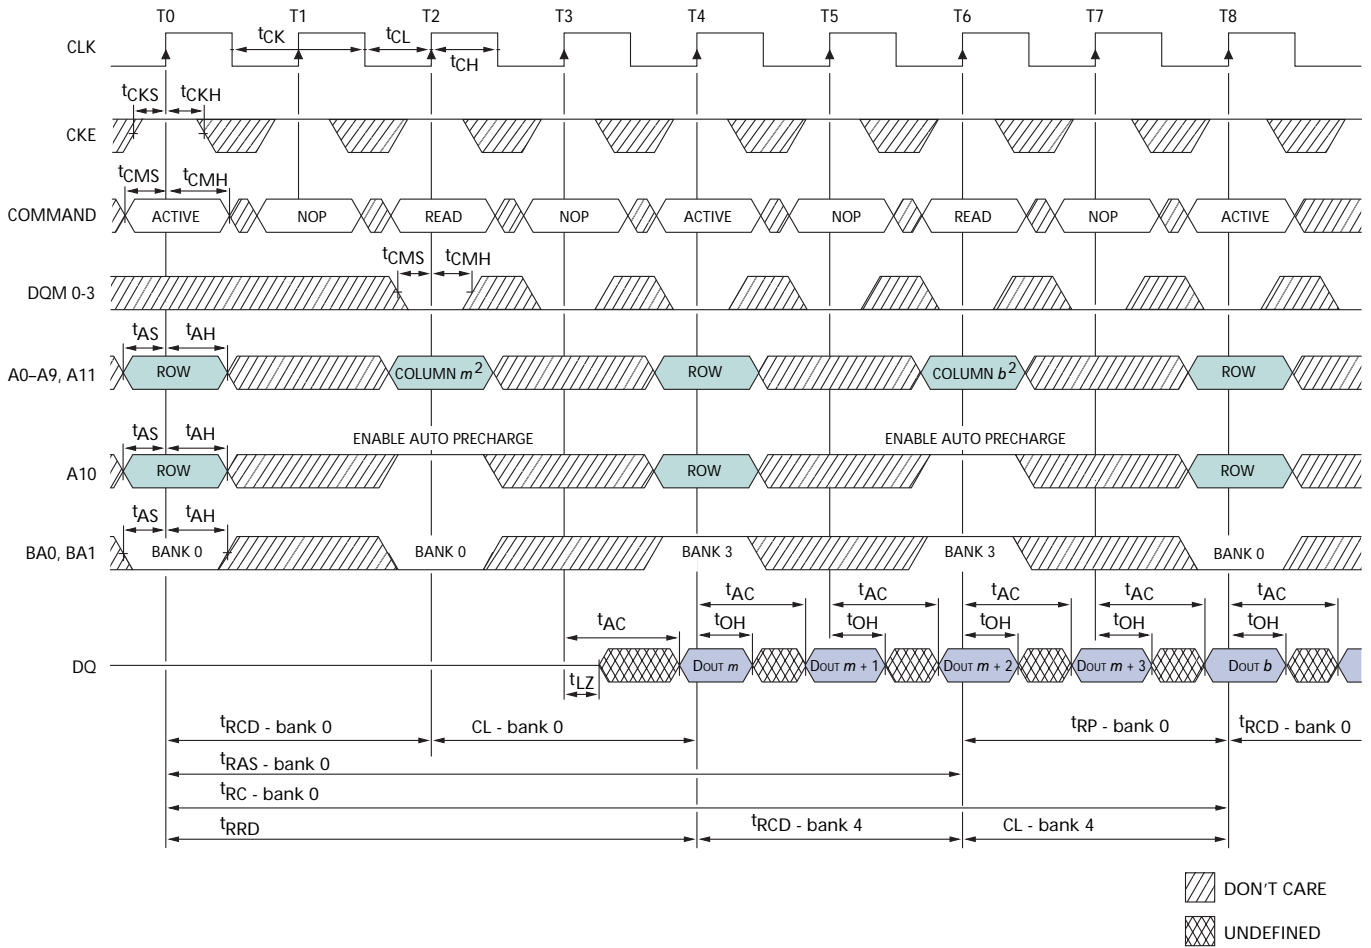 T0 T1 T2 T3 T4 T5 T6 T7 T8
CLK
tCK tCL
tCH
tCKS tCKH
CKE
tCMS tCMH
COMMAND ACTIVE NOP READ NOP ACTIVE NOP READ NOP ACTIVE
tCMS tCMH
DQM 0-3
tAS tAH
A0–A9, A11 ROW COLUMN m2 ROW COLUMN b2 ROW
tAS tAH ENABLE AUTO PRECHARGE ENABLE AUTO PRECHARGE
A10 ROW ROW ROW
tAS tAH
BA0, BA1 BANK 0 BANK 0 BANK 3 BANK 3 BANK 0
tAC tAC tAC tAC tAC
tAC tOH tOH tOH tOH tOH
DQ DOUT m DOUT m + 1 DOUT m + 2 DOUT m + 3 DOUT b
tLZ
tRCD - bank 0 CL - bank 0 tRP - bank 0 tRCD - bank 0
tRAS - bank 0
tRC - bank 0
tRRD tRCD - bank 4 CL - bank 4
DON'T CARE
UNDEFINED